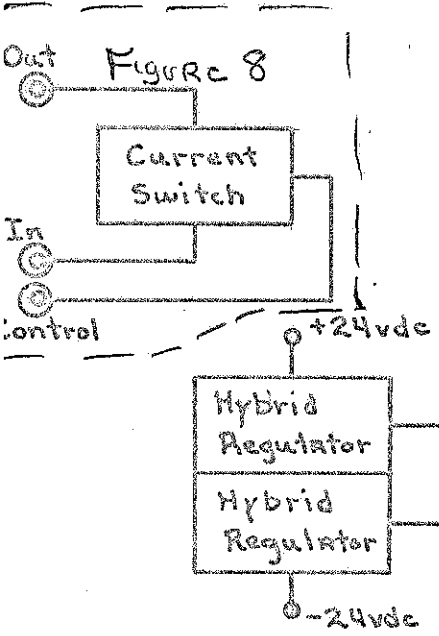 Out
Figure 8
Current
Switch
In
Control
+24vdc
Hybrid
Regulator
Hybrid
Regulator
-24vdc